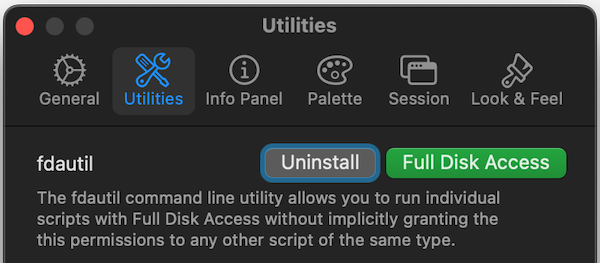 Utilities
General Utilities Info Panel Palette Session Look & Feel
fdautil Uninstall Full Disk Access
The fdautil command line utility allows you to run individual
scripts with Full Disk Access without implicitly granting the
this permissions to any other script of the same type.